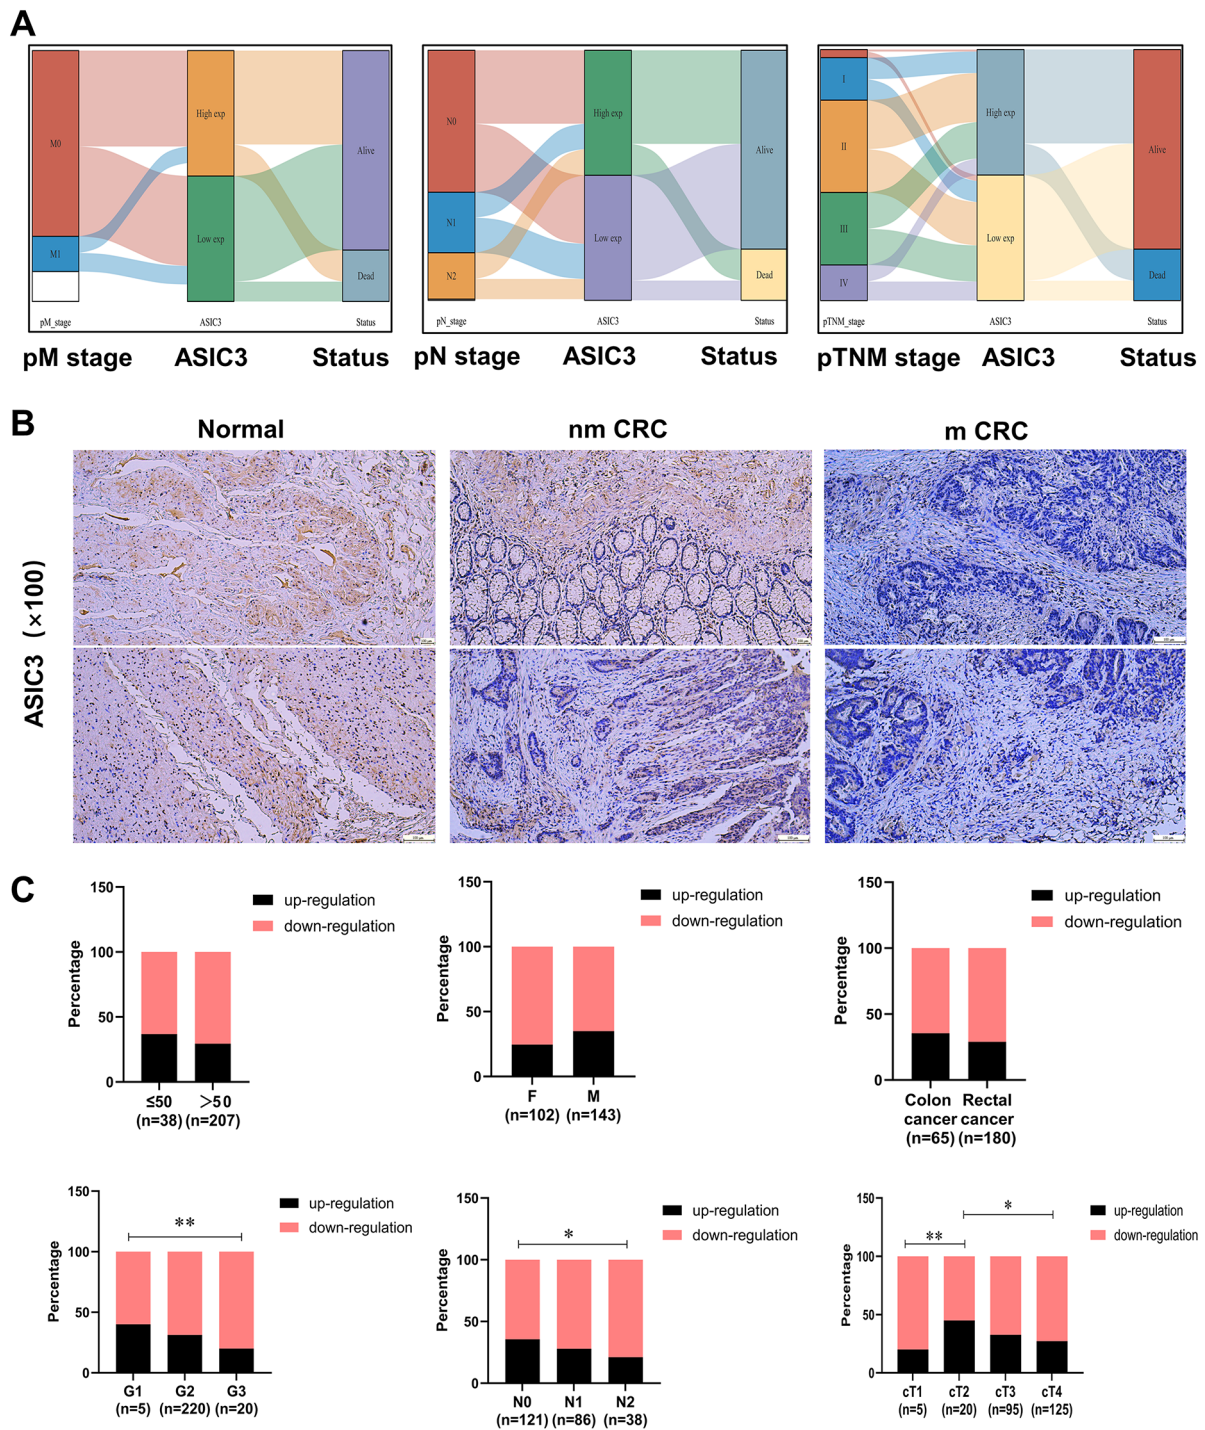 A
M0
M1
High exp
Low exp
Alive
Dead
pM_stage
ASIC3
Status
pM stage
ASIC3
Status
N0
N1
N2
High exp
Low exp
Alive
Dead
pN_stage
ASIC3
Status
pN stage
ASIC3
Status
I
II
III
IV
High exp
Low exp
Alive
Dead
pTNM_stage
ASIC3
Status
pTNM stage
ASIC3
Status
B
Normal
nm CRC
m CRC
ASIC3 (×100)
C
150
100
50
0
Percentage
up-regulation
down-regulation
≤50
(n=38)
>50
(n=207)
150
100
50
0
Percentage
up-regulation
down-regulation
F
(n=102)
M
(n=143)
150
100
50
0
Percentage
up-regulation
down-regulation
Colon
cancer
(n=65)
Rectal
cancer
(n=180)
150
100
50
0
Percentage
up-regulation
down-regulation
**
G1
(n=5)
G2
(n=220)
G3
(n=20)
150
100
50
0
Percentage
up-regulation
down-regulation
*
N0
(n=121)
N1
(n=86)
N2
(n=38)
150
100
50
0
Percentage
up-regulation
down-regulation
**
*
cT1
(n=5)
cT2
(n=20)
cT3
(n=95)
cT4
(n=125)